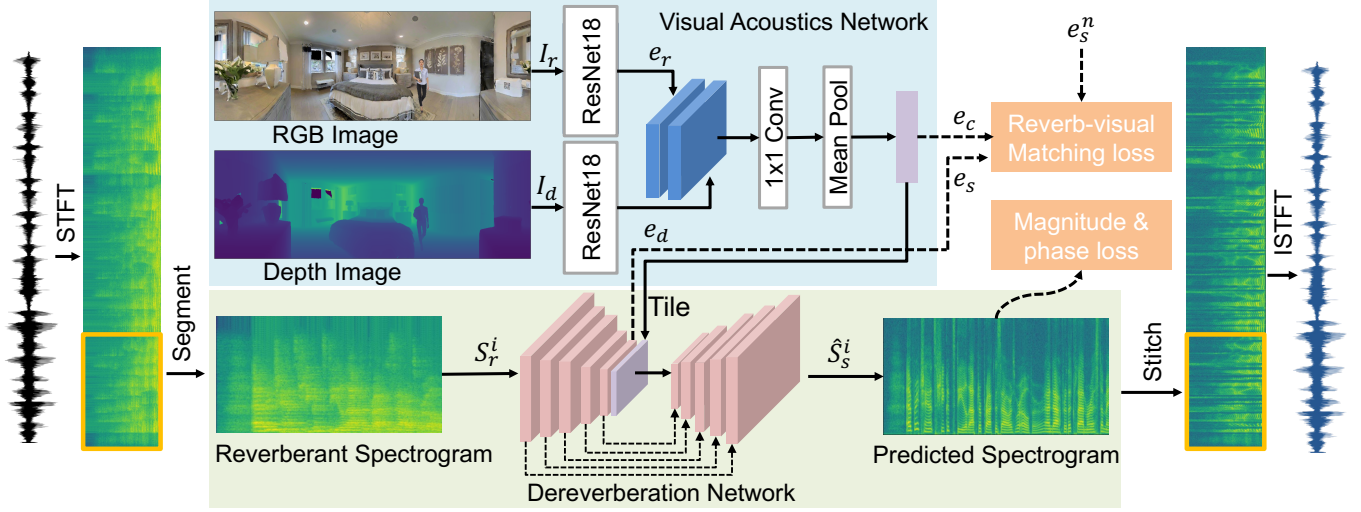 Visual Acoustics Network
I_r
ResNet18
e_r
RGB Image
I_d
ResNet18
e_d
Depth Image
1x1 Conv
Mean Pool
e_c
e_s
e_s^n
Reverb-visual
Matching loss
Magnitude &
phase loss
STFT
Segment
S_r^i
Tile
Ŝ_s^i
Stitch
ISTFT
Reverberant Spectrogram
Predicted Spectrogram
Dereverberation Network